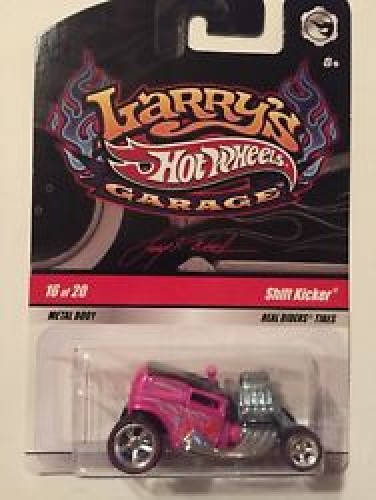 LARRY'S
HOT WHEELS
GARAGE
16 of 20
Shift Kicker
METAL BODY
REAL RIDERS® TIRES